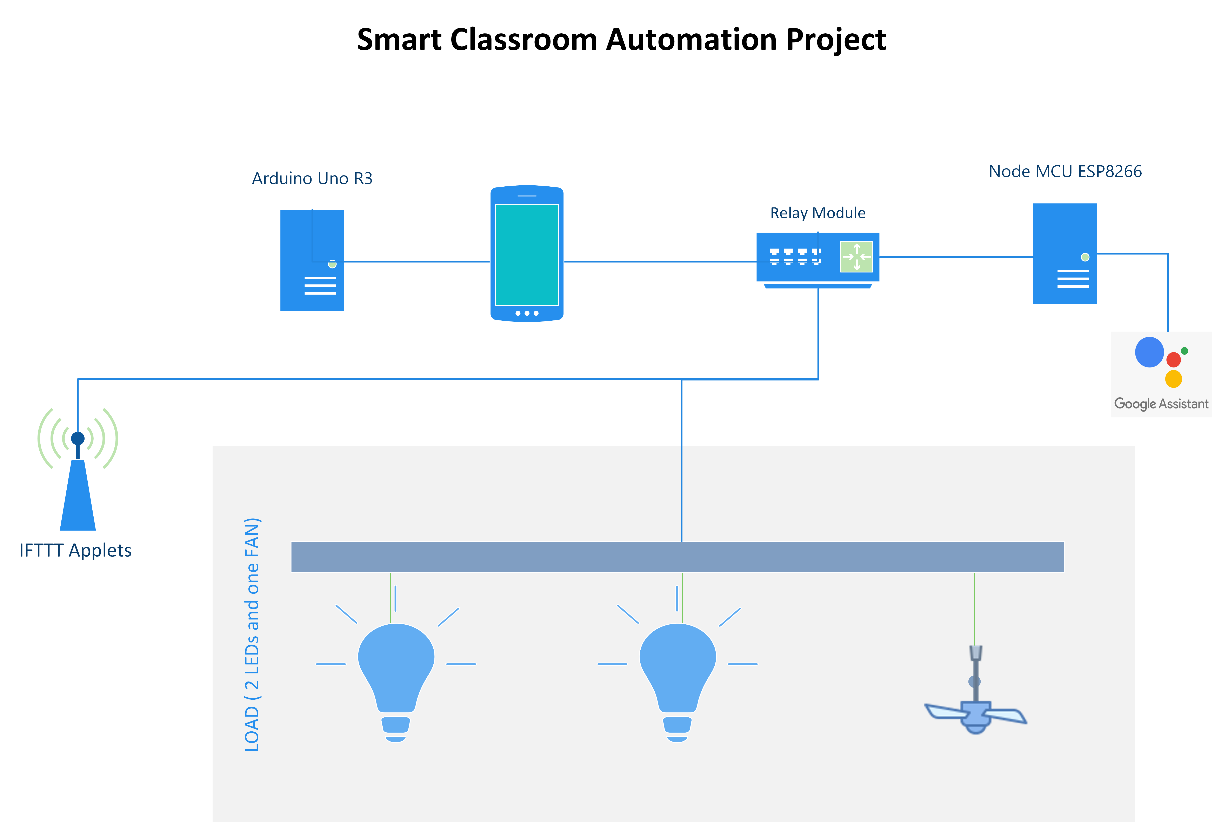 Smart Classroom Automation Project
Arduino Uno R3
Node MCU ESP8266
Relay Module
Google Assistant
IFTTT Applets
LOAD ( 2 LEDs and one FAN)